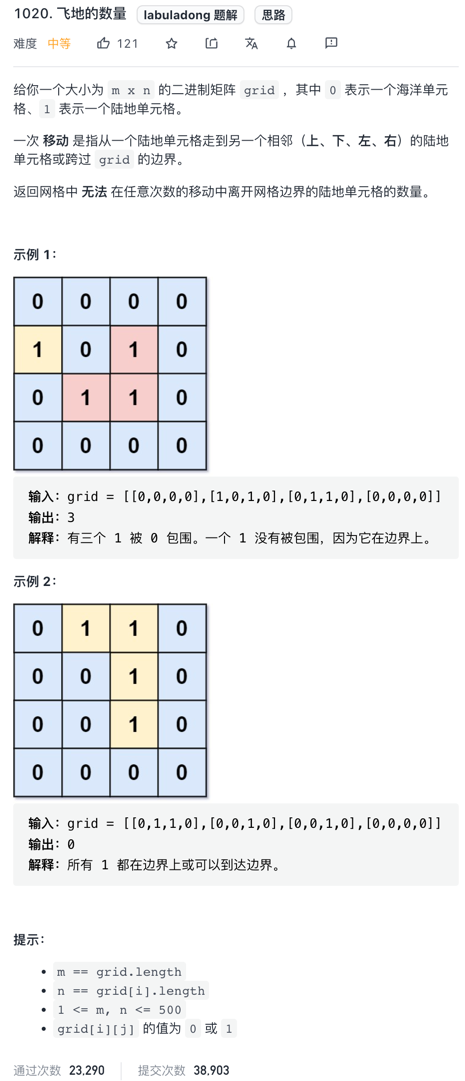 1020. 飞地的数量 labuladong 题解 思路
难度 中等 121
给你一个大小为 m x n 的二进制矩阵 grid ，其中 0 表示一个海洋单元
格、1 表示一个陆地单元格。
一次 移动 是指从一个陆地单元格走到另一个相邻（上、下、左、右）的陆地
单元格或跨过 grid 的边界。
返回网格中 无法 在任意次数的移动中离开网格边界的陆地单元格的数量。
示例 1：
0 0 0 0
1 0 1 0
0 1 1 0
0 0 0 0
输入：grid = [[0,0,0,0],[1,0,1,0],[0,1,1,0],[0,0,0,0]]
输出：3
解释：有三个 1 被 0 包围。一个 1 没有被包围，因为它在边界上。
示例 2：
0 1 1 0
0 0 1 0
0 0 1 0
0 0 0 0
输入：grid = [[0,1,1,0],[0,0,1,0],[0,0,1,0],[0,0,0,0]]
输出：0
解释：所有 1 都在边界上或可以到达边界。
提示：
• m == grid.length
• n == grid[i].length
• 1 <= m, n <= 500
• grid[i][j] 的值为 0 或 1
通过次数 23,290 提交次数 38,903